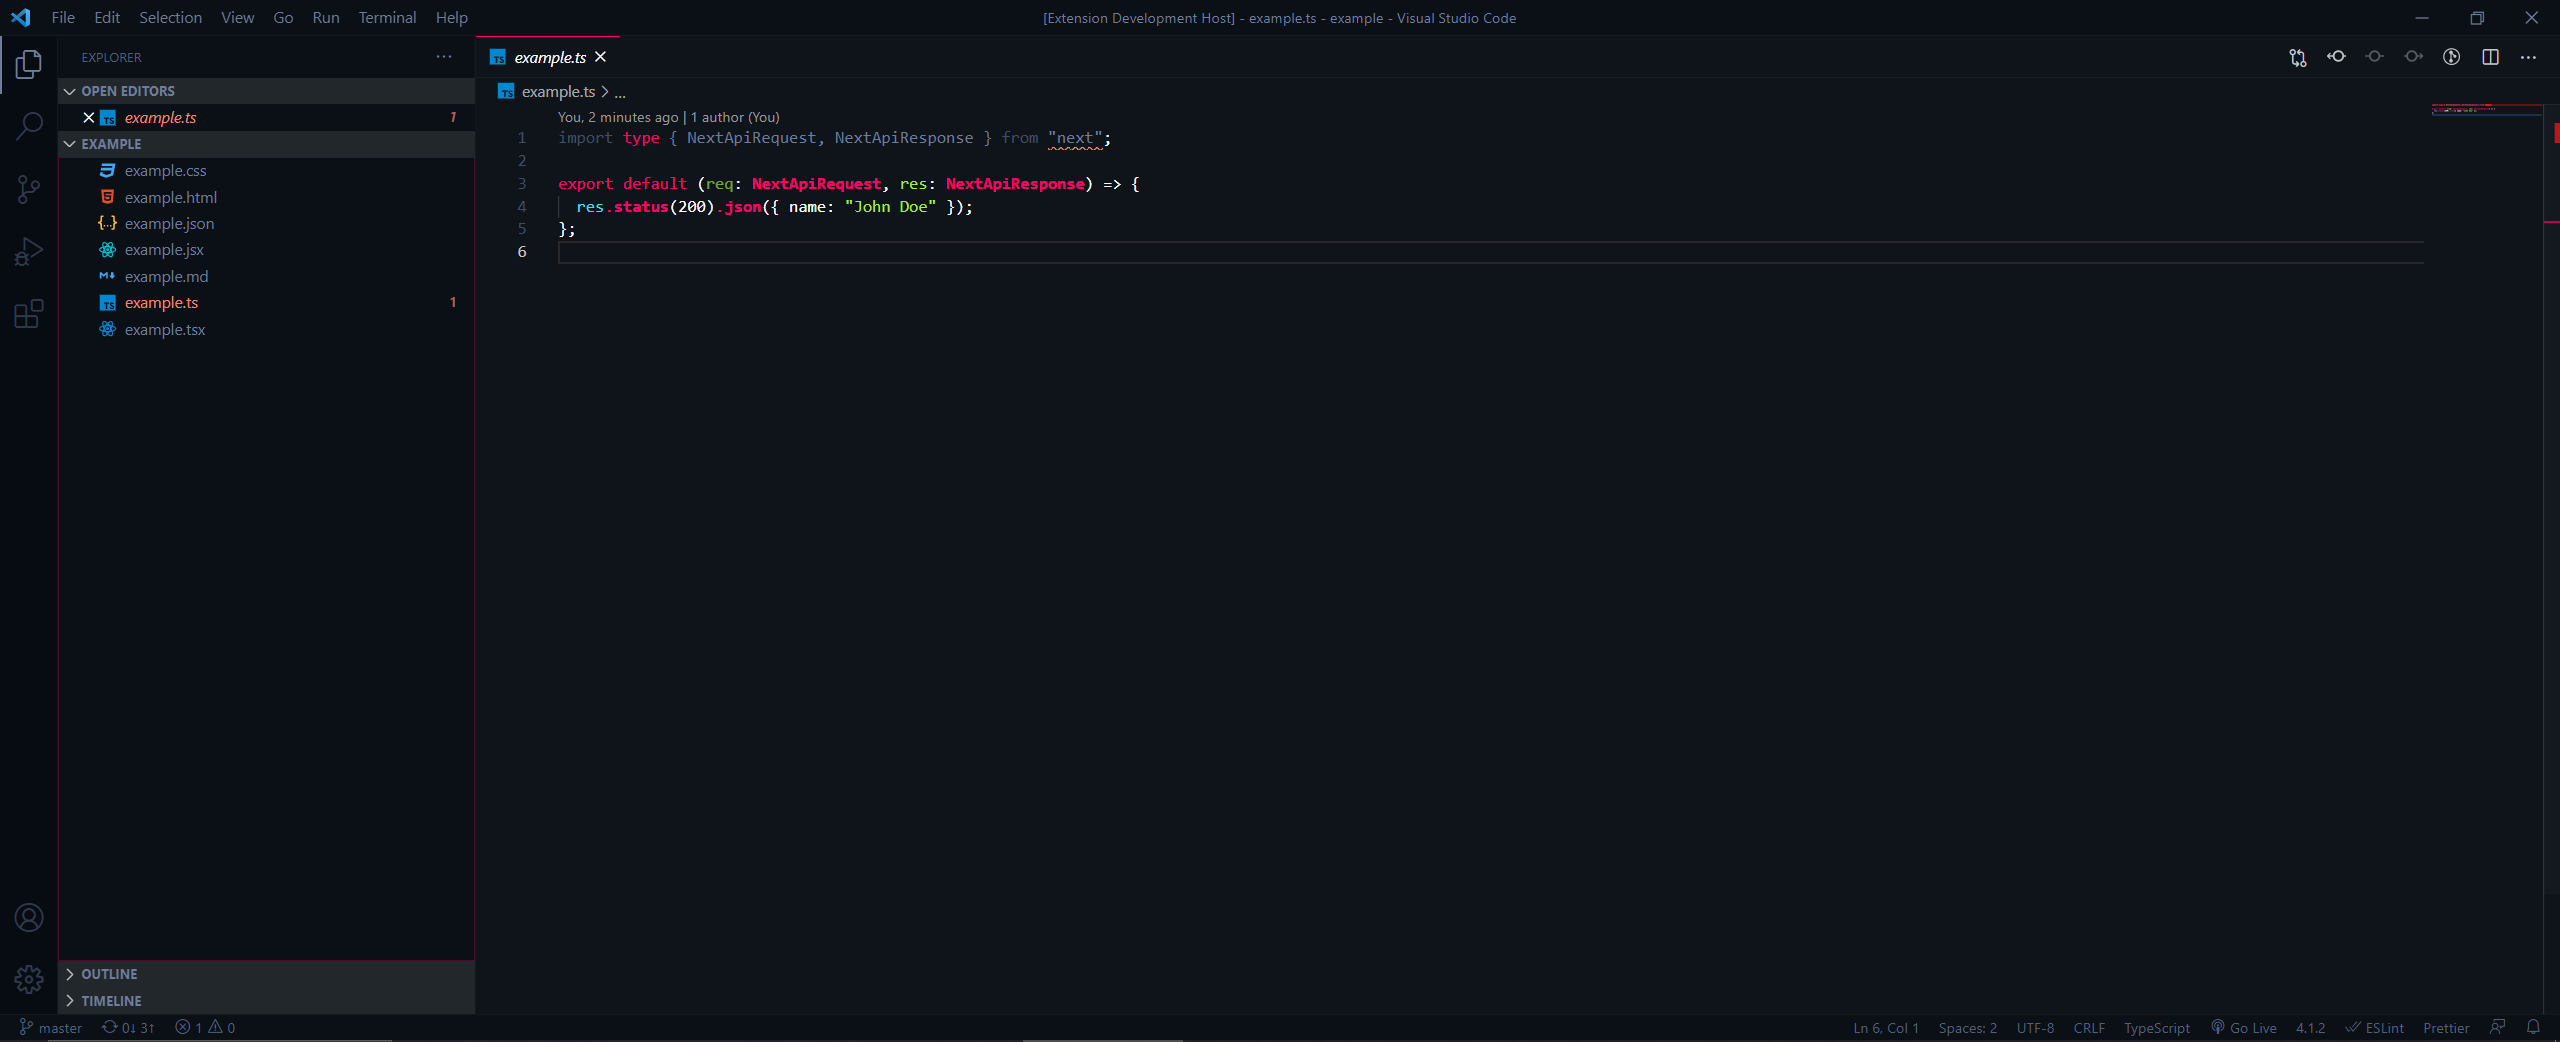 File Edit Selection View Go Run Terminal Help
[Extension Development Host] - example.ts - example - Visual Studio Code
EXPLORER
OPEN EDITORS
example.ts 1
EXAMPLE
example.css
example.html
example.json
example.jsx
example.md
example.ts 1
example.tsx
OUTLINE
TIMELINE
example.ts
example.ts > ...
You, 2 minutes ago | 1 author (You)
1 import type { NextApiRequest, NextApiResponse } from "next";
2
3 export default (req: NextApiRequest, res: NextApiResponse) => {
4 res.status(200).json({ name: "John Doe" });
5 };
6
master 0↓ 3↑ 1 0
Ln 6, Col 1 Spaces: 2 UTF-8 CRLF TypeScript Go Live 4.1.2 ESLint Prettier